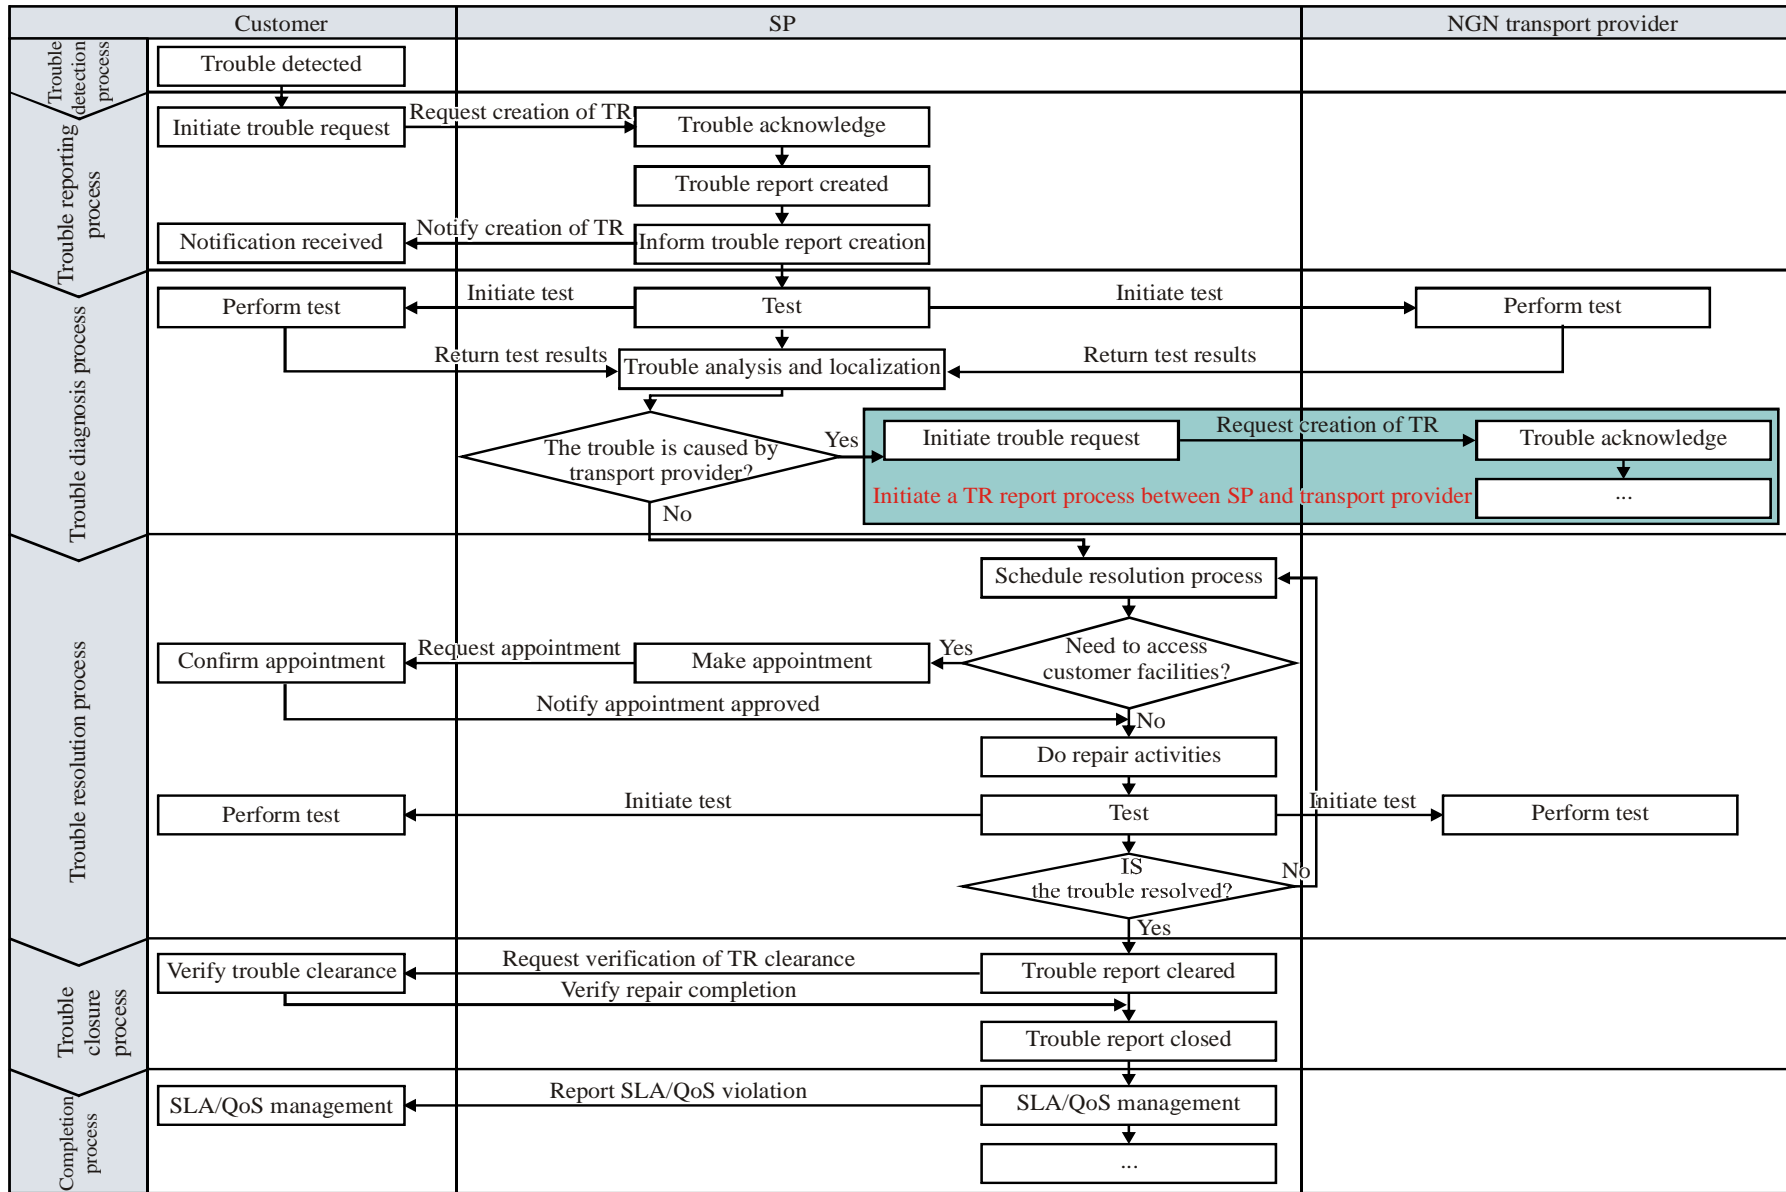 Customer
SP
NGN transport provider
Trouble
detection
process
Trouble detected
Trouble reporting
process
Initiate trouble request
Request creation of TR
Trouble acknowledge
Trouble report created
Notification received
Notify creation of TR
Inform trouble report creation
Trouble diagnosis process
Perform test
Initiate test
Test
Initiate test
Perform test
Return test results
Trouble analysis and localization
Return test results
The trouble is caused by
transport provider?
Yes
Initiate trouble request
Request creation of TR
Trouble acknowledge
Initiate a TR report process between SP and transport provider
...
No
Trouble resolution process
Schedule resolution process
Need to access
customer facilities?
Yes
Make appointment
Request appointment
Confirm appointment
Notify appointment approved
No
Do repair activities
Perform test
Initiate test
Test
Initiate test
Perform test
IS
the trouble resolved?
No
Yes
Trouble
closure
process
Verify trouble clearance
Request verification of TR clearance
Trouble report cleared
Verify repair completion
Trouble report closed
Completion
process
SLA/QoS management
Report SLA/QoS violation
SLA/QoS management
...